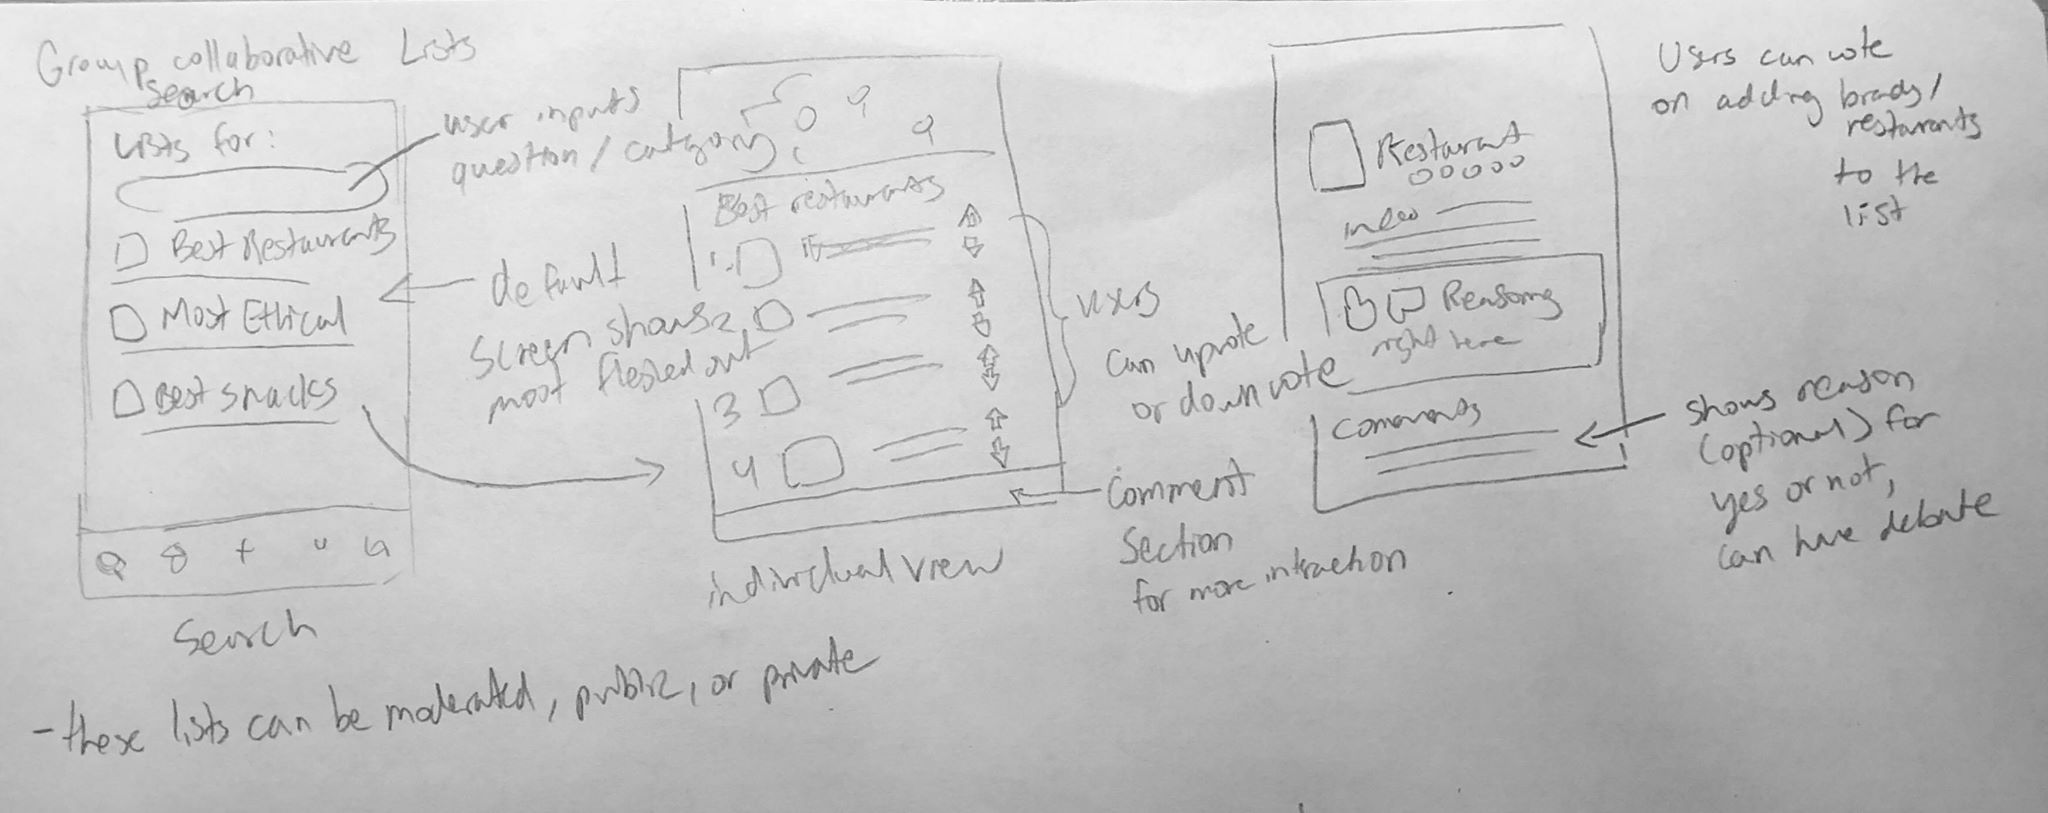 Group collaborative Lists
search
Lists for:
Best Restaurants
Most Ethical
Best snacks
Search
user inputs
question / category
default
screen shows
most fleshed out
Best restaurants
1.
2
3
4
individual view
users
can upvote
or downvote
comment
section
for more intraction
Restaurant
info
Reasoning
right here
Comments
Users can vote
on adding brads/
restaurants
to the
list
shows reason
(optional) for
yes or not,
can have debate
- these lists can be moderated, public, or private